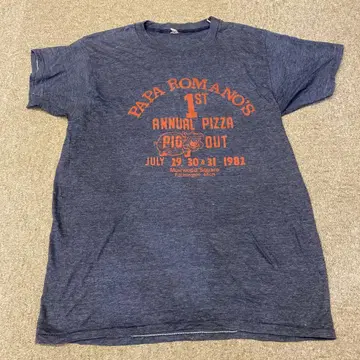 PAPA ROMANO'S
1ST
ANNUAL PIZZA
PIG OUT
JULY 29 30 & 31 1982